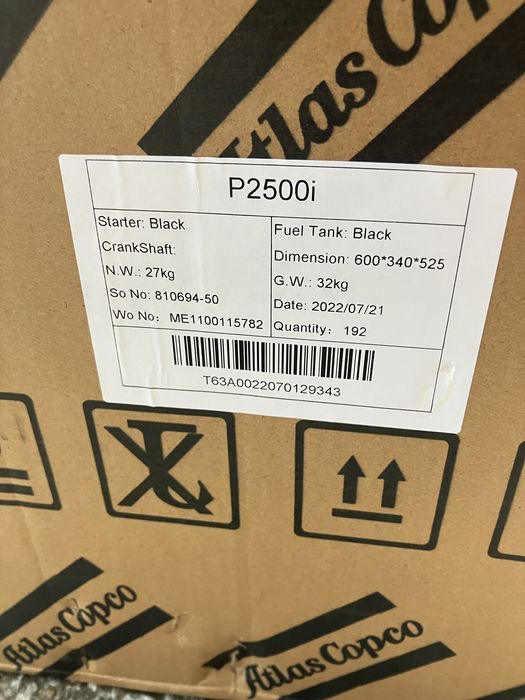 Atlas Copco
P2500i
Starter: Black
Fuel Tank: Black
CrankShaft:
Dimension: 600*340*525
N.W.: 27kg
G.W.: 32kg
So No: 810694-50
Date: 2022/07/21
Wo No: ME1100115782
Quantity: 192
T63A0022070129343
Atlas Copco
Atlas Copco